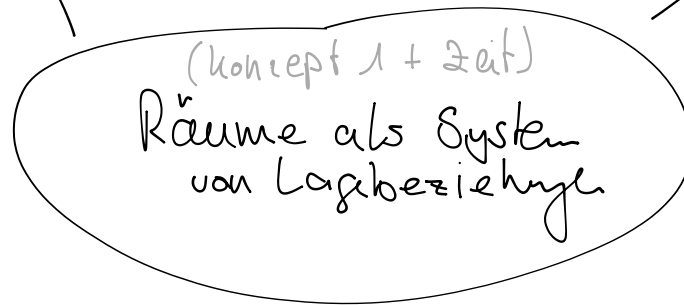 (Konzept 1 + Zeit)
Räume als System
von Lagebeziehungen